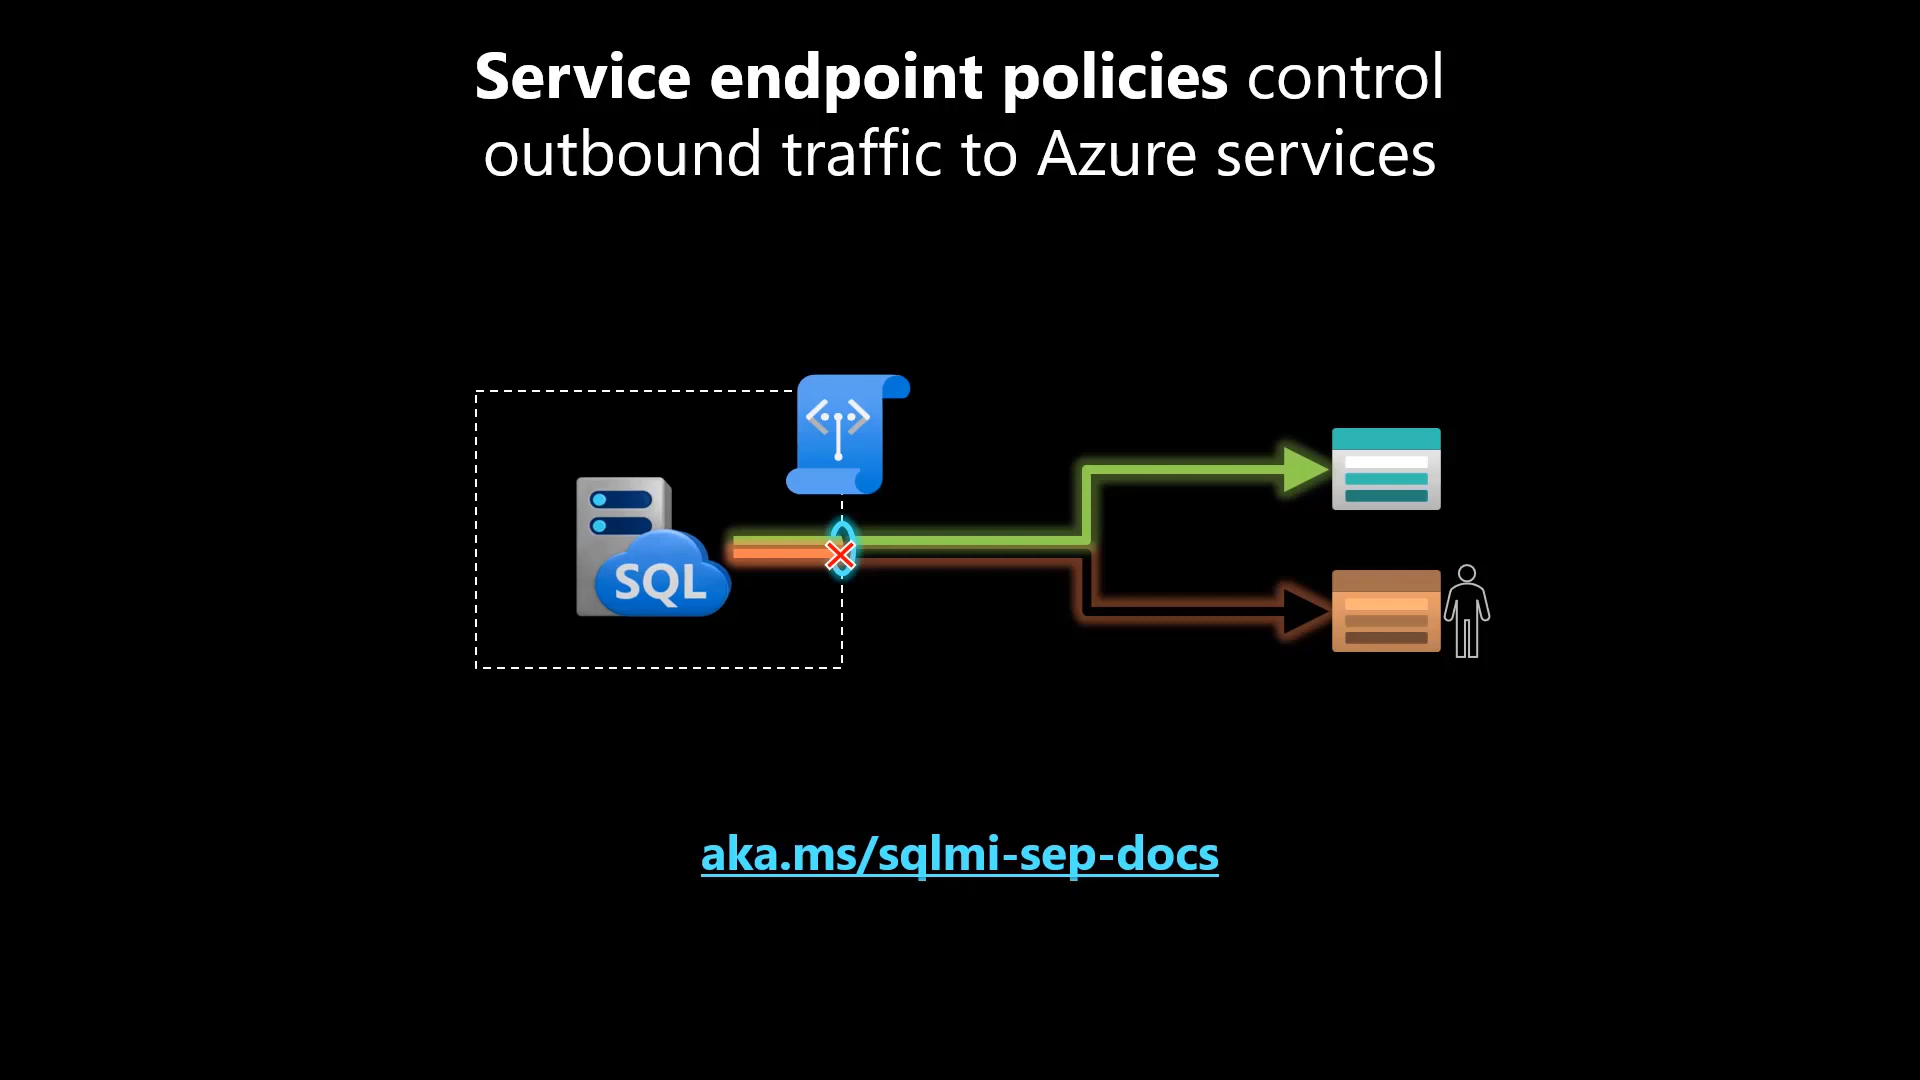 Service endpoint policies control
outbound traffic to Azure services
SQL
aka.ms/sqlmi-sep-docs